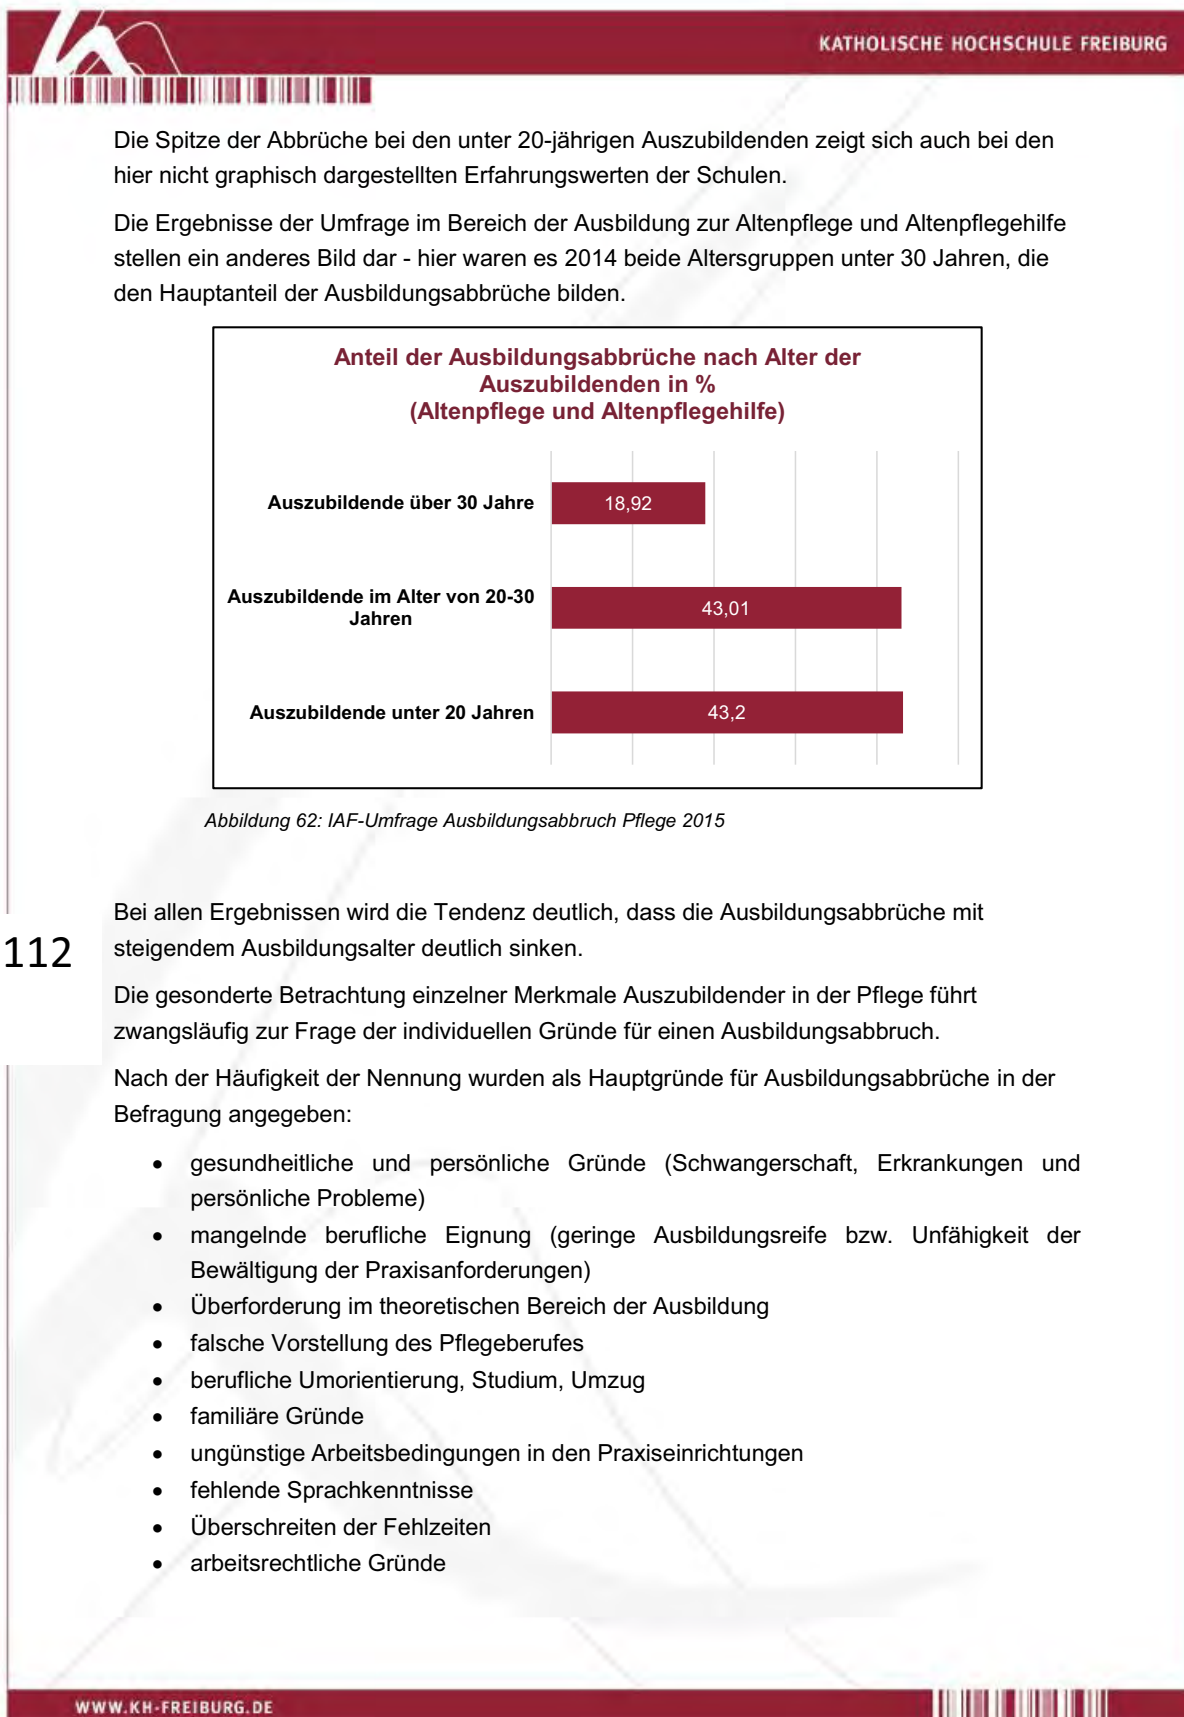 KATHOLISCHE HOCHSCHULE FREIBURG
Die Spitze der Abbrüche bei den unter 20-jährigen Auszubildenden zeigt sich auch bei den
hier nicht graphisch dargestellten Erfahrungswerten der Schulen.
Die Ergebnisse der Umfrage im Bereich der Ausbildung zur Altenpflege und Altenpflegehilfe
stellen ein anderes Bild dar - hier waren es 2014 beide Altersgruppen unter 30 Jahren, die
den Hauptanteil der Ausbildungsabbrüche bilden.
Anteil der Ausbildungsabbrüche nach Alter der
Auszubildenden in %
(Altenpflege und Altenpflegehilfe)
Auszubildende über 30 Jahre
18,92
Auszubildende im Alter von 20-30
Jahren
43,01
Auszubildende unter 20 Jahren
43,2
Abbildung 62: IAF-Umfrage Ausbildungsabbruch Pflege 2015
Bei allen Ergebnissen wird die Tendenz deutlich, dass die Ausbildungsabbrüche mit
steigendem Ausbildungsalter deutlich sinken.
112
Die gesonderte Betrachtung einzelner Merkmale Auszubildender in der Pflege führt
zwangsläufig zur Frage der individuellen Gründe für einen Ausbildungsabbruch.
Nach der Häufigkeit der Nennung wurden als Hauptgründe für Ausbildungsabbrüche in der
Befragung angegeben:
• gesundheitliche und persönliche Gründe (Schwangerschaft, Erkrankungen und
persönliche Probleme)
• mangelnde berufliche Eignung (geringe Ausbildungsreife bzw. Unfähigkeit der
Bewältigung der Praxisanforderungen)
• Überforderung im theoretischen Bereich der Ausbildung
• falsche Vorstellung des Pflegeberufes
• berufliche Umorientierung, Studium, Umzug
• familiäre Gründe
• ungünstige Arbeitsbedingungen in den Praxiseinrichtungen
• fehlende Sprachkenntnisse
• Überschreiten der Fehlzeiten
• arbeitsrechtliche Gründe
WWW.KH-FREIBURG.DE